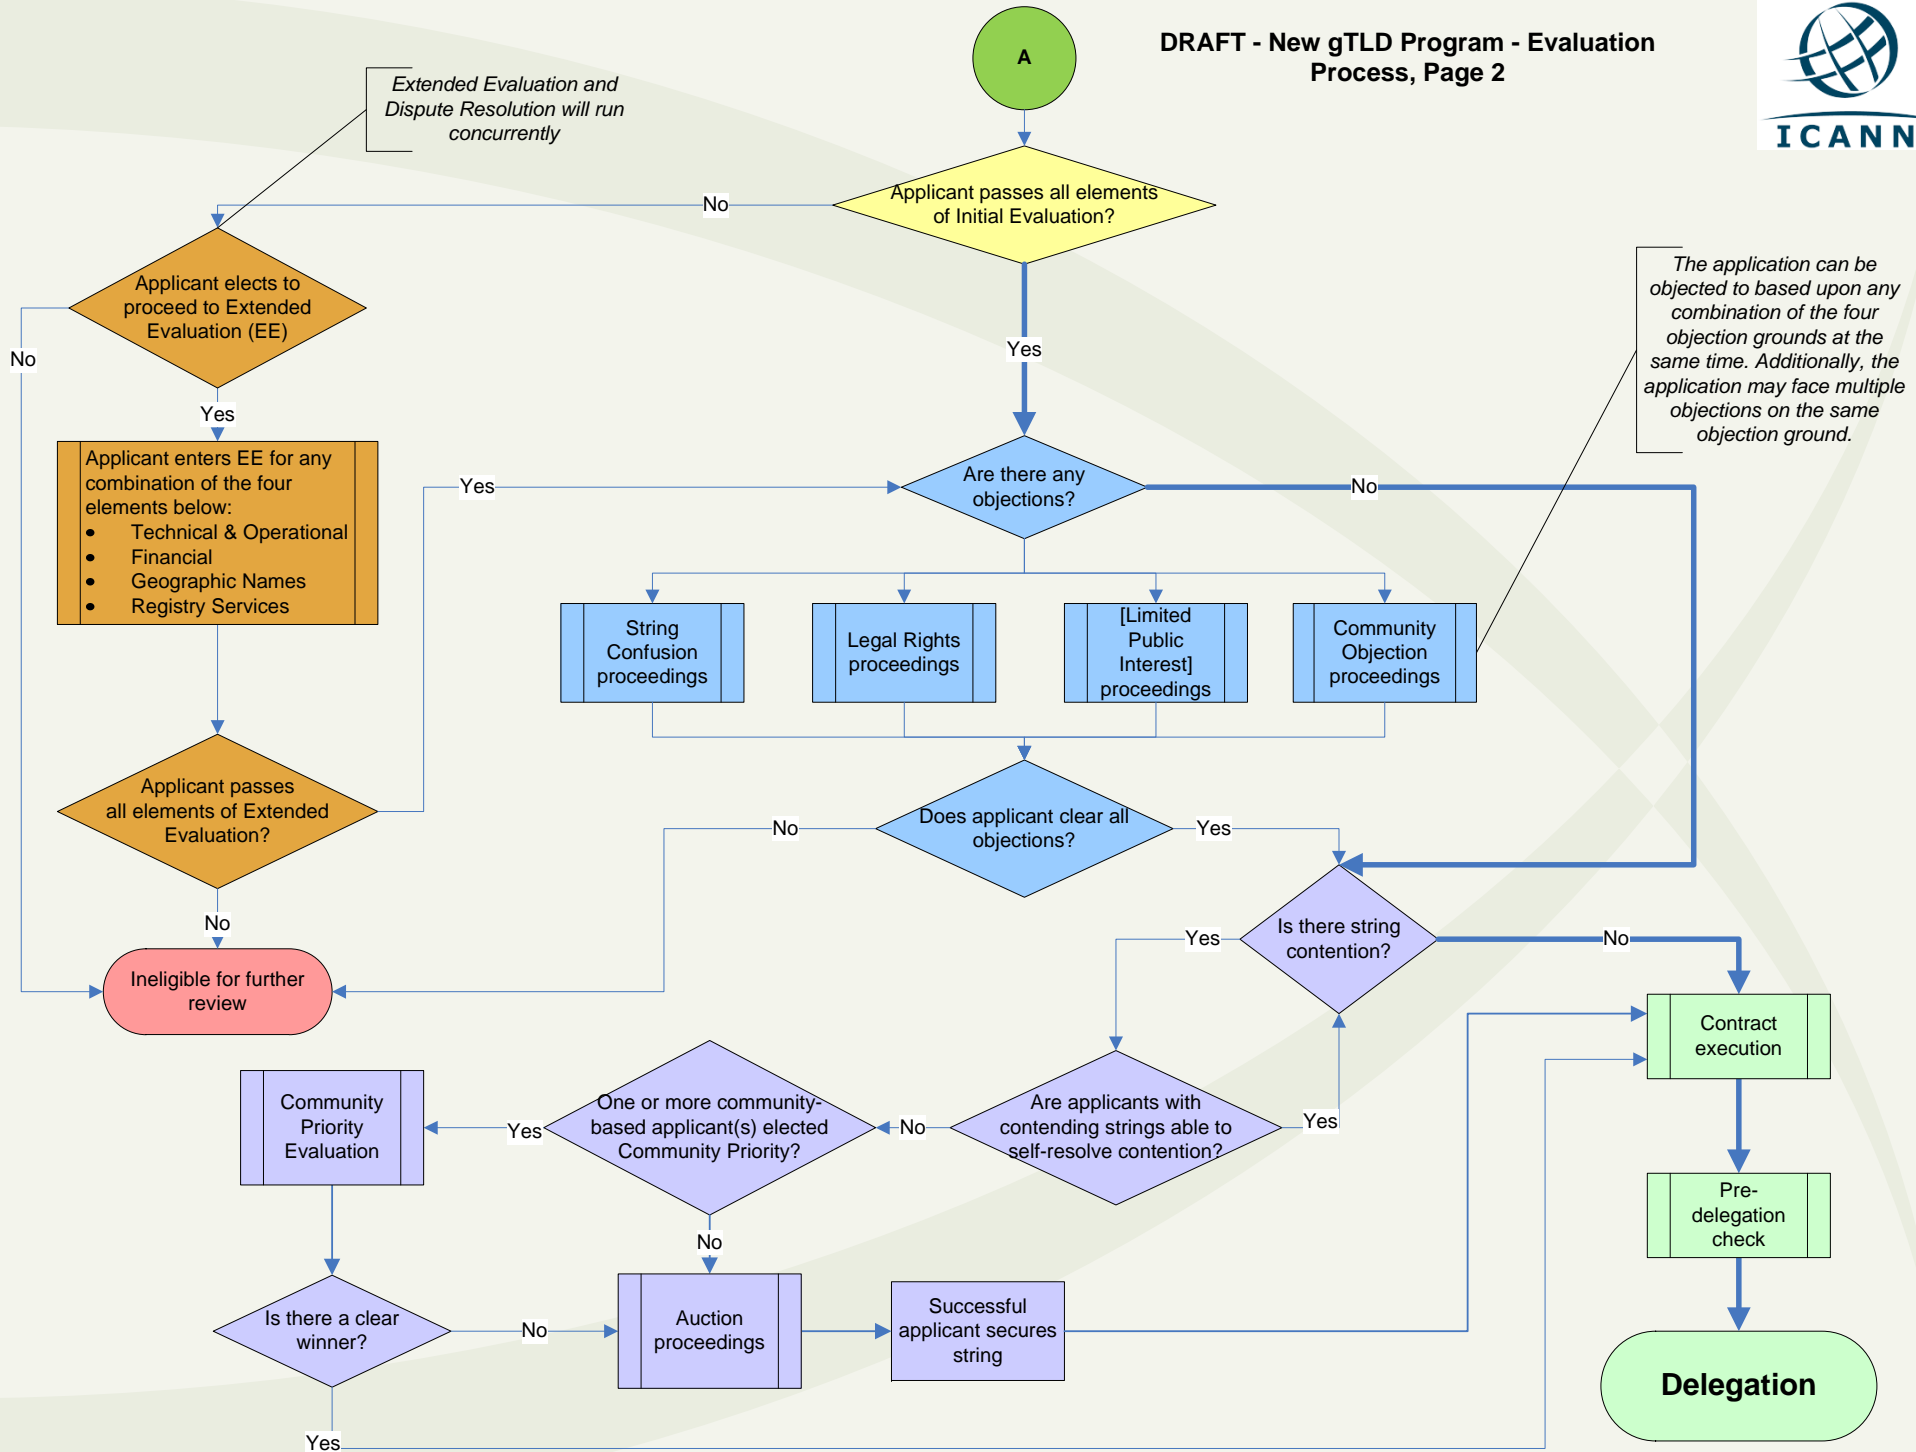 A
DRAFT - New gTLD Program - Evaluation
Process, Page 2
ICANN
Extended Evaluation and
Dispute Resolution will run
concurrently
Applicant passes all elements
of Initial Evaluation?
No
Yes
Applicant elects to
proceed to Extended
Evaluation (EE)
No
Yes
The application can be
objected to based upon any
combination of the four
objection grounds at the
same time. Additionally, the
application may face multiple
objections on the same
objection ground.
Applicant enters EE for any
combination of the four
elements below:
• Technical & Operational
• Financial
• Geographic Names
• Registry Services
Yes
Are there any
objections?
No
String
Confusion
proceedings
Legal Rights
proceedings
[Limited
Public
Interest]
proceedings
Community
Objection
proceedings
Applicant passes
all elements of Extended
Evaluation?
No
Does applicant clear all
objections?
No
Yes
Ineligible for further
review
Is there string
contention?
Yes
No
Contract
execution
Are applicants with
contending strings able to
self-resolve contention?
Yes
No
One or more community-
based applicant(s) elected
Community Priority?
Yes
No
Community
Priority
Evaluation
Pre-
delegation
check
Is there a clear
winner?
No
Yes
Auction
proceedings
Successful
applicant secures
string
Delegation